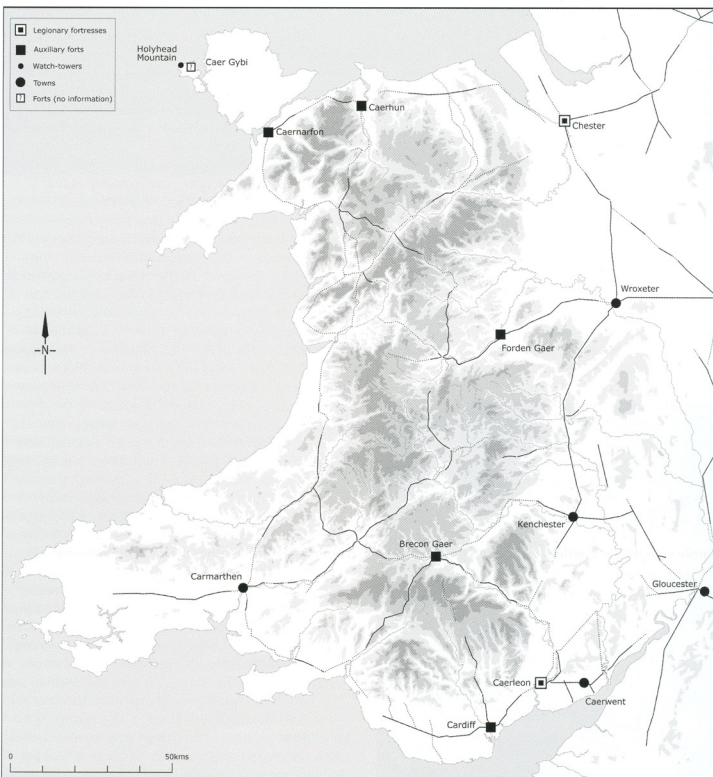 Legionary fortresses
Auxiliary forts
Watch-towers
Towns
? Forts (no information)
Holyhead
Mountain
? Caer Gybi
Caerhun
Caernarfon
Chester
Wroxeter
N
Forden Gaer
Kenchester
Brecon Gaer
Carmarthen
Gloucester
Caerleon
Caerwent
Cardiff
0
50kms